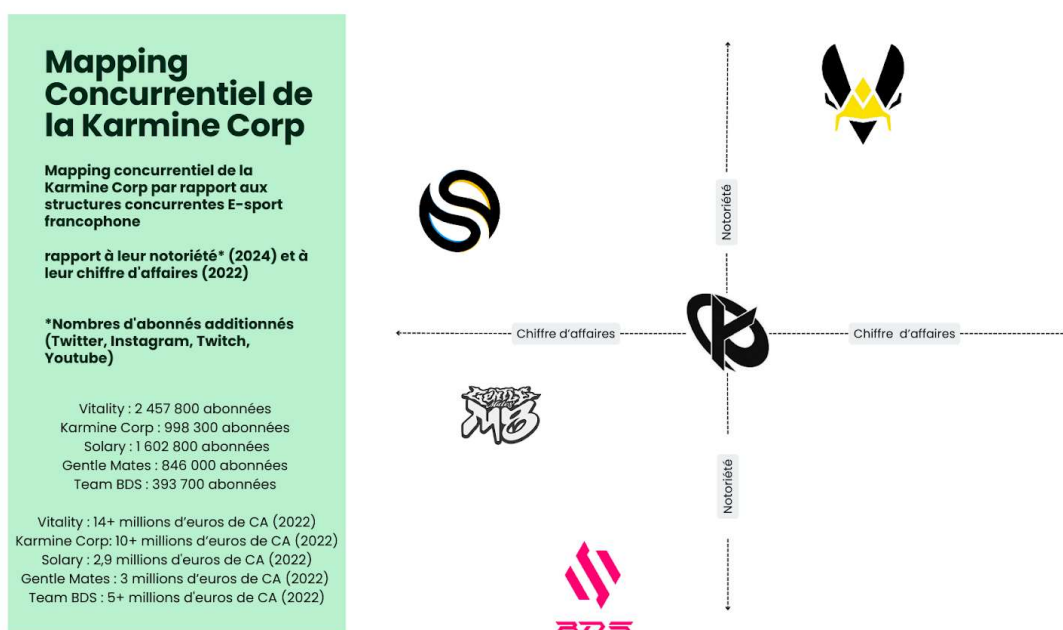 Mapping
Concurrentiel de
la Karmine Corp
Mapping concurrentiel de la
Karmine Corp par rapport aux
structures concurrentes E-sport
francophone
rapport à leur notoriété* (2024) et à
leur chiffre d'affaires (2022)
*Nombres d'abonnés additionnés
(Twitter, Instagram, Twitch,
Youtube)
Vitality : 2 457 800 abonnées
Karmine Corp : 998 300 abonnées
Solary : 1 602 800 abonnées
Gentle Mates : 846 000 abonnées
Team BDS : 393 700 abonnées
Vitality : 14+ millions d’euros de CA (2022)
Karmine Corp: 10+ millions d’euros de CA (2022)
Solary : 2,9 millions d'euros de CA (2022)
Gentle Mates : 3 millions d’euros de CA (2022)
Team BDS : 5+ millions d'euros de CA (2022)
Notoriété
Chiffre d’affaires
Chiffre d’affaires
GENTLE
Mates
M8
Notoriété
BDS